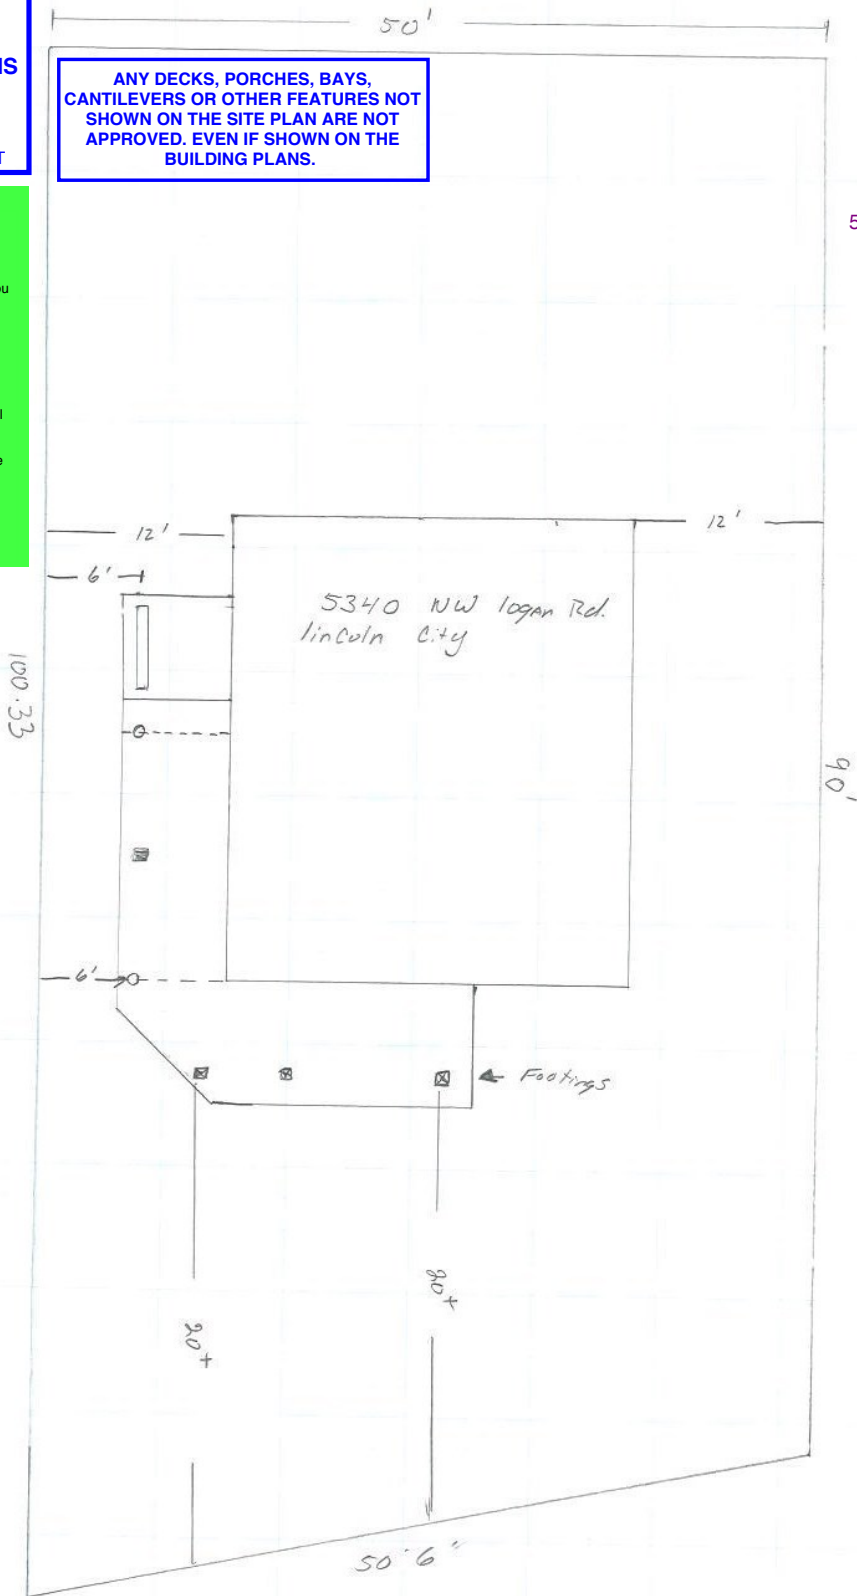 50'
ANY DECKS, PORCHES, BAYS,
CANTILEVERS OR OTHER FEATURES NOT
SHOWN ON THE SITE PLAN ARE NOT
APPROVED. EVEN IF SHOWN ON THE
BUILDING PLANS.
5
12'
12'
6'
5340 NW logan Rd.
lincoln City
100.33
90'
6'
Footings
20+
20+
50'6"